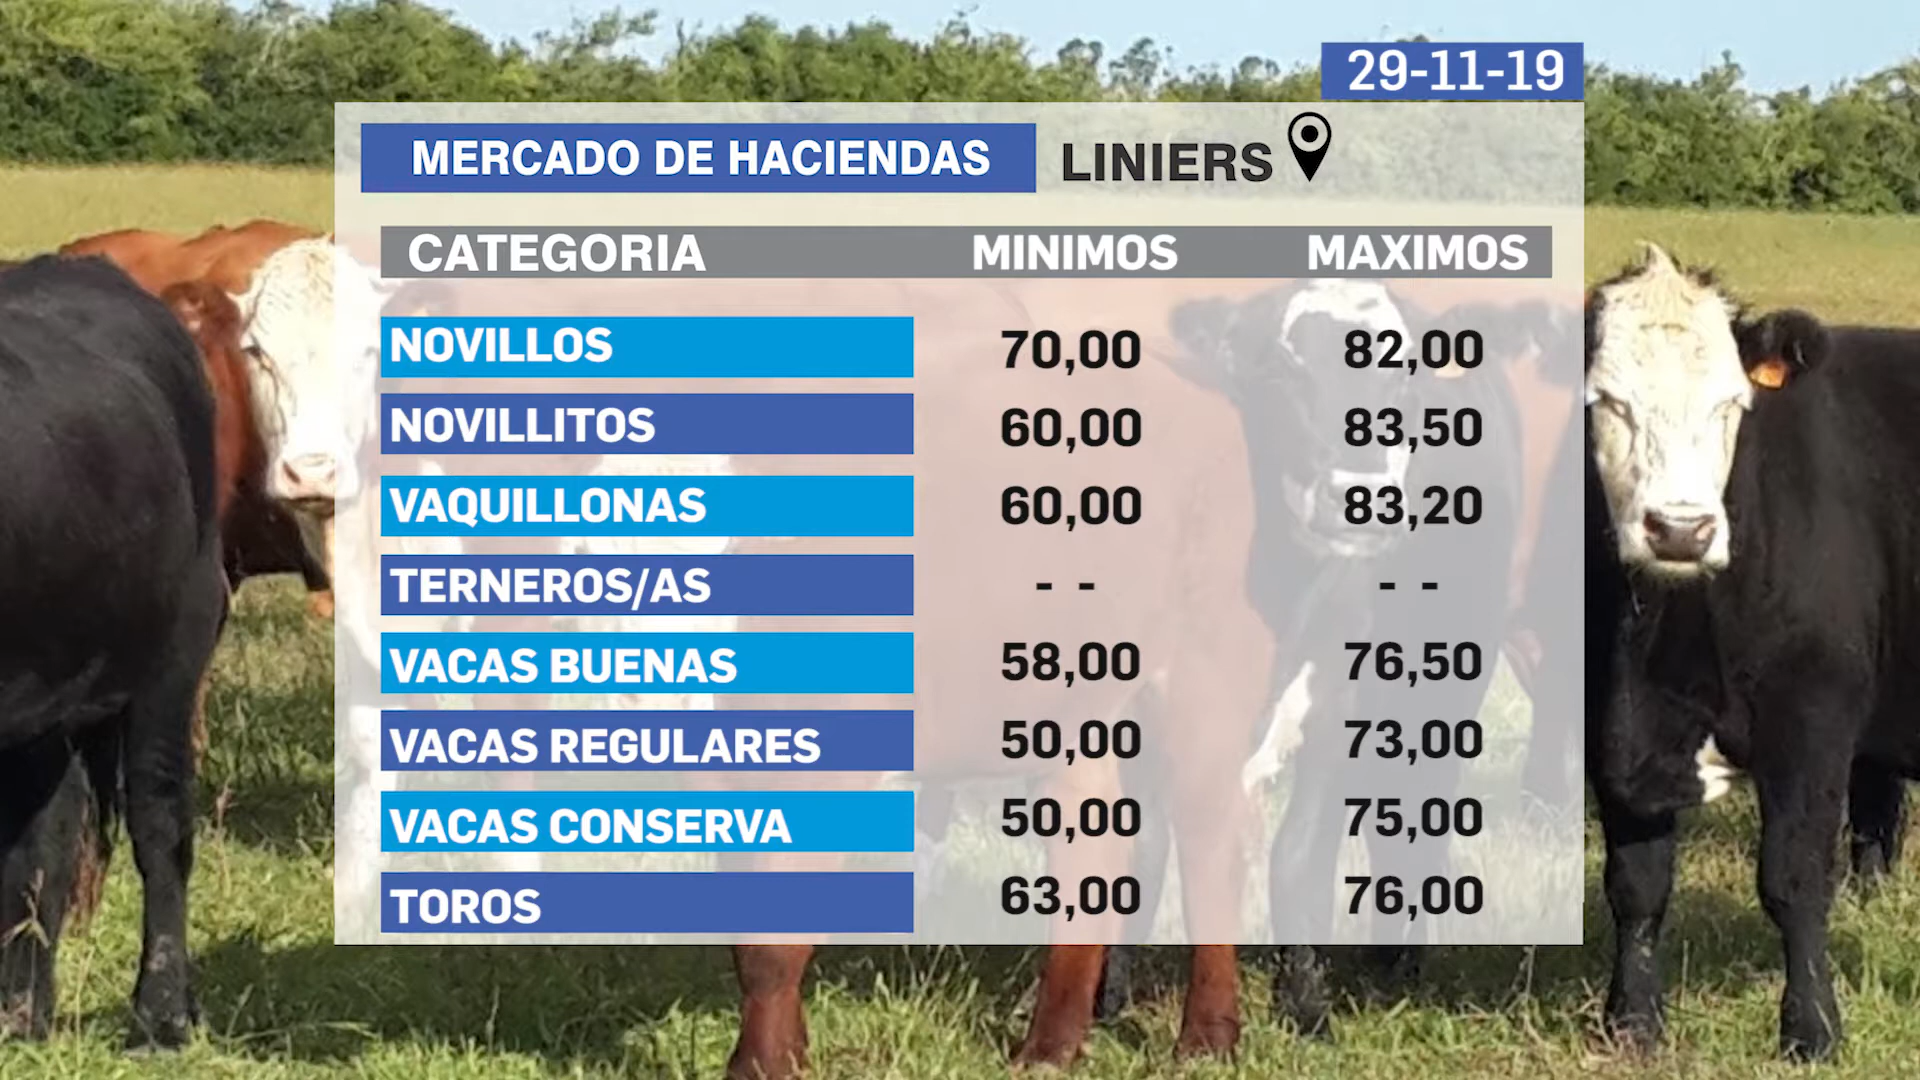 29-11-19
MERCADO DE HACIENDAS LINIERS
CATEGORIA MINIMOS MAXIMOS
NOVILLOS 70,00 82,00
NOVILLITOS 60,00 83,50
VAQUILLONAS 60,00 83,20
TERNEROS/AS - - - -
VACAS BUENAS 58,00 76,50
VACAS REGULARES 50,00 73,00
VACAS CONSERVA 50,00 75,00
TOROS 63,00 76,00